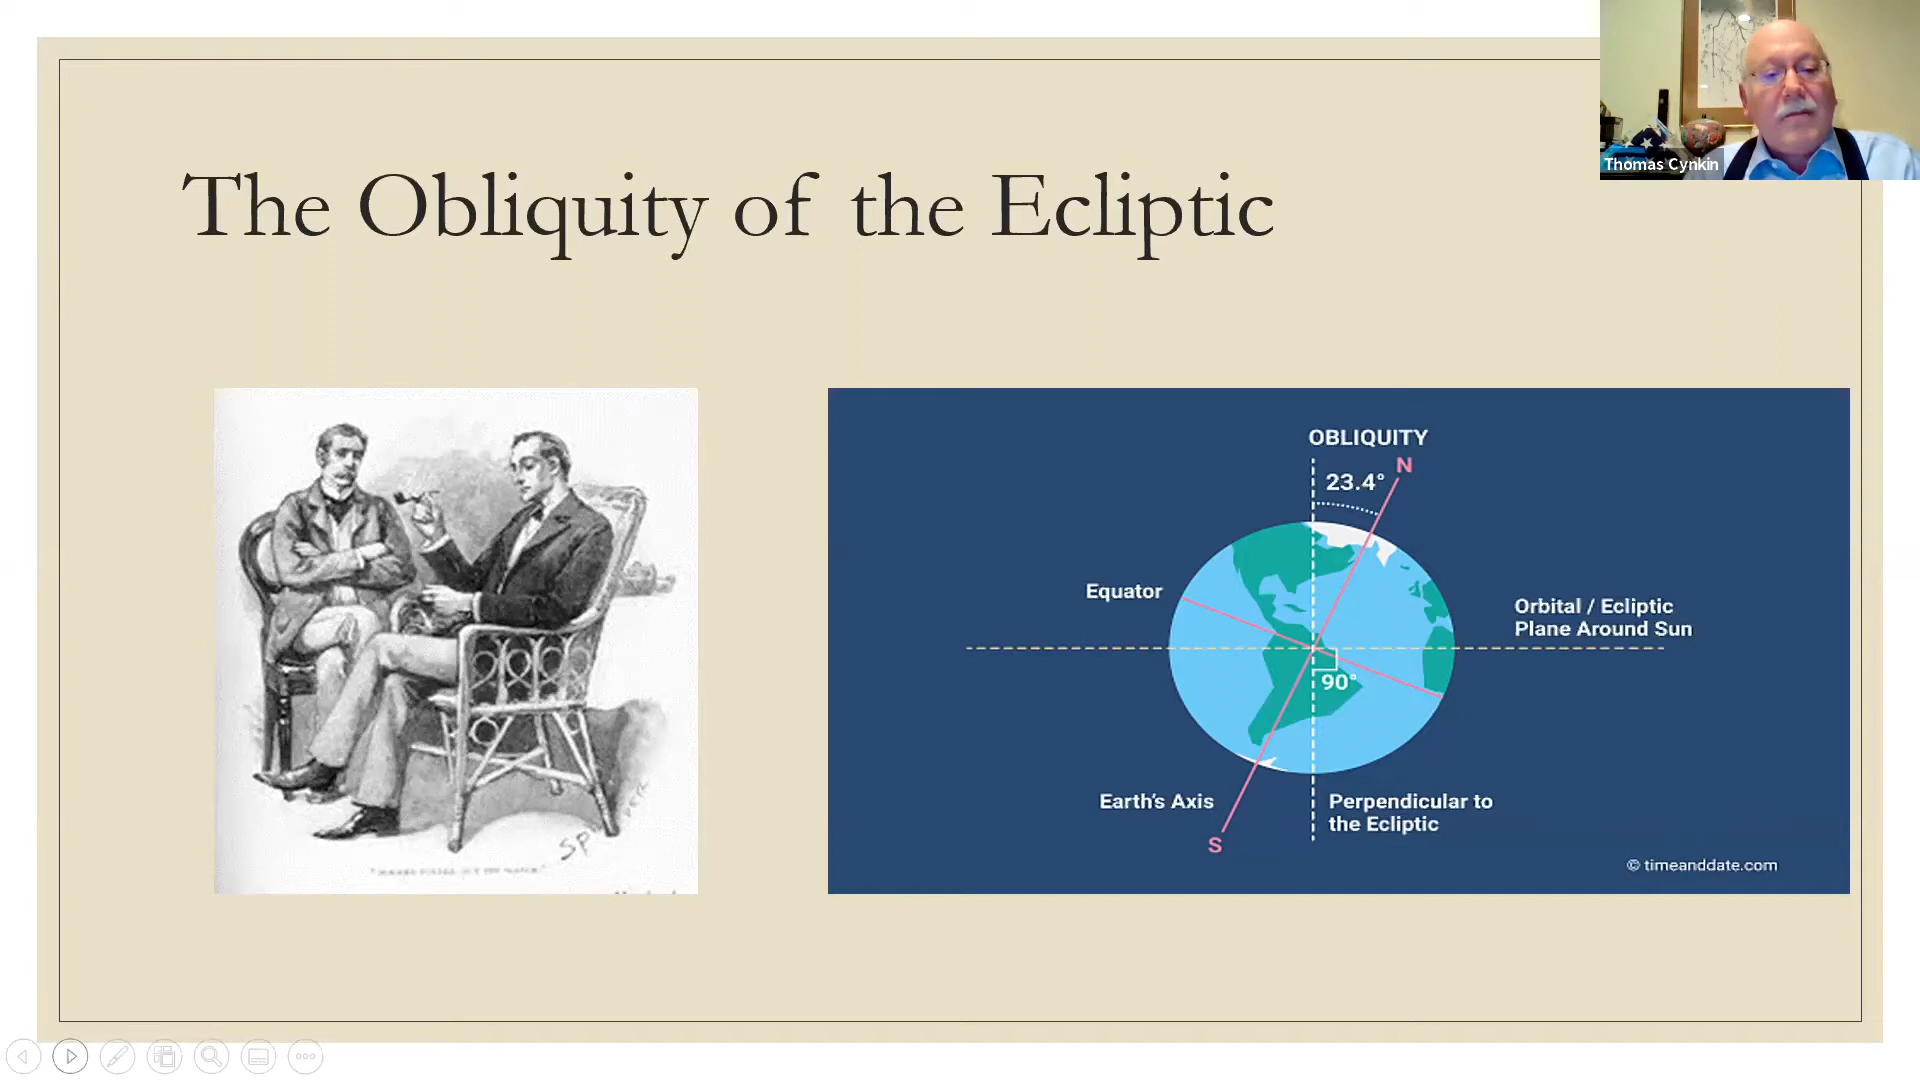 Thomas Cynkin
The Obliquity of the Ecliptic
OBLIQUITY
N
23.4°
Equator
Orbital / Ecliptic
Plane Around Sun
90°
Earth's Axis
Perpendicular to
the Ecliptic
S
© timeanddate.com